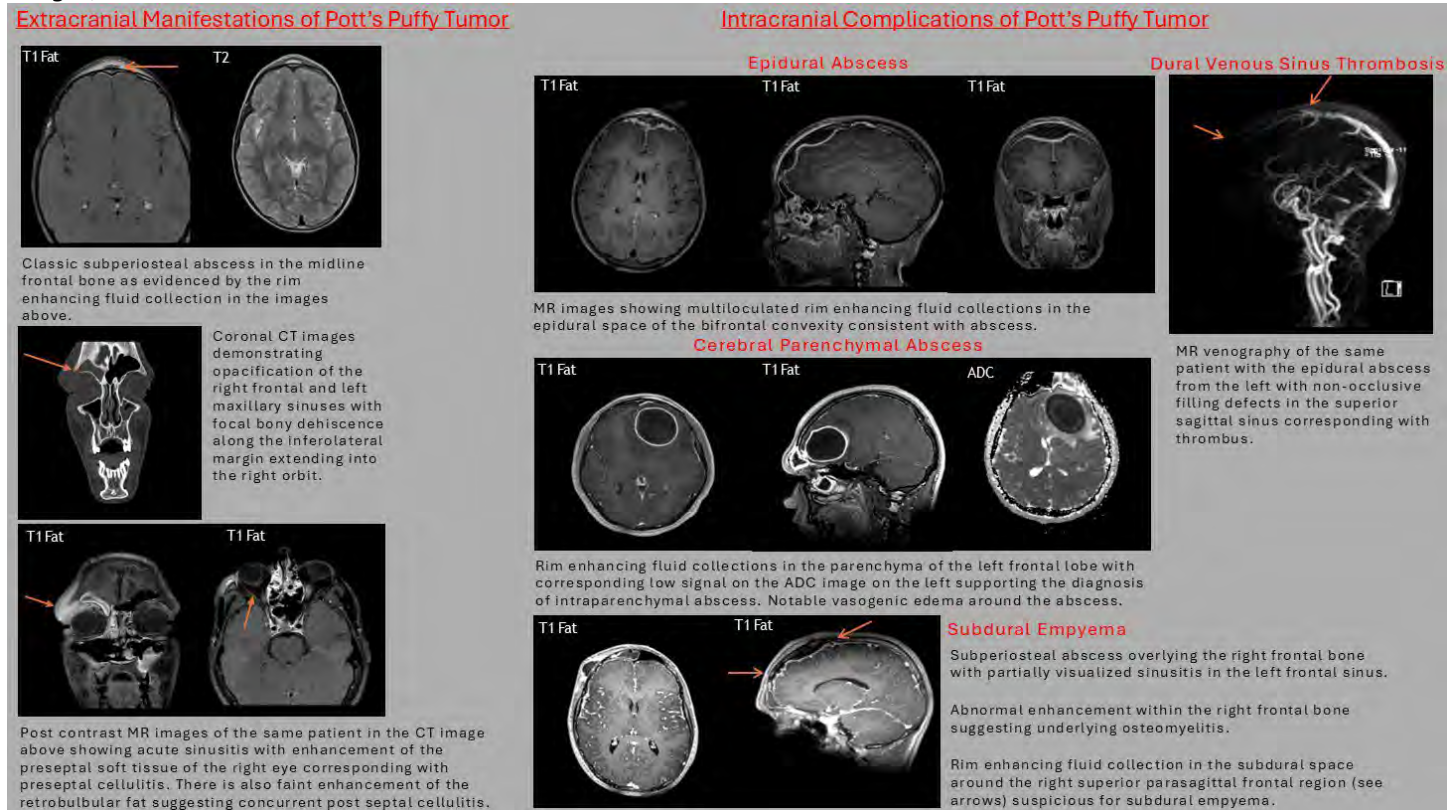 Extracranial Manifestations of Pott's Puffy Tumor
T1 Fat
T2
Classic subperiosteal abscess in the midline
frontal bone as evidenced by the rim
enhancing fluid collection in the images
above.
Coronal CT images
demonstrating
opacification of the
right frontal and left
maxillary sinuses with
focal bony dehiscence
along the inferolateral
margin extending into
the right orbit.
T1 Fat
T1 Fat
Post contrast MR images of the same patient in the CT image
above showing acute sinusitis with enhancement of the
preseptal soft tissue of the right eye corresponding with
preseptal cellulitis. There is also faint enhancement of the
retrobulbular fat suggesting concurrent post septal cellulitis.
Intracranial Complications of Pott's Puffy Tumor
Epidural Abscess
T1 Fat
T1 Fat
T1 Fat
MR images showing multiloculated rim enhancing fluid collections in the
epidural space of the bifrontal convexity consistent with abscess.
Dural Venous Sinus Thrombosis
MR venography of the same
patient with the epidural abscess
from the left with non-occlusive
filling defects in the superior
sagittal sinus corresponding with
thrombus.
Cerebral Parenchymal Abscess
T1 Fat
T1 Fat
ADC
Rim enhancing fluid collections in the parenchyma of the left frontal lobe with
corresponding low signal on the ADC image on the left supporting the diagnosis
of intraparenchymal abscess. Notable vasogenic edema around the abscess.
T1 Fat
T1 Fat
Subdural Empyema
Subperiosteal abscess overlying the right frontal bone
with partially visualized sinusitis in the left frontal sinus.
Abnormal enhancement within the right frontal bone
suggesting underlying osteomyelitis.
Rim enhancing fluid collection in the subdural space
around the right superior parasagittal frontal region (see
arrows) suspicious for subdural empyema.